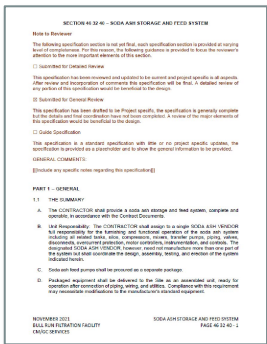 SECTION 46 32 40 – SODA ASH STORAGE AND FEED SYSTEM
Note to Reviewer
The following specification section is not yet final, each specification section is provided at varying
level of completeness. For this reason, the following guidance is provided to focus the reviewer's
attention to the more important elements of this section.
☐ Submitted for Detailed Review
This specification has been reviewed and updated to be current and project specific in all aspects.
After review and incorporation of comments this specification will be final. A detailed review of
any portion of this specification would be beneficial to the design.
☒ Submitted for General Review
This specification has been drafted to be Project specific, the specification is generally complete
but the details and final coordination have not been completed. A review of the major elements of
this specification would be beneficial to the design.
☐ Guide Specification
This specification is a standard specification with little or no project specific updates, the
specification is provided as a placeholder and to show the general information to be provided.
GENERAL COMMENTS:
[[Include any specific notes regarding this specification]]
PART 1 – GENERAL
1.1 THE SUMMARY
A. The CONTRACTOR shall provide a soda ash storage and feed system, complete and
operable, in accordance with the Contract Documents.
B. Unit Responsibility: The CONTRACTOR shall assign to a single SODA ASH VENDOR
full responsibility for the furnishing and functional operation of the soda ash system
including all related tanks, silos, compressors, mixers, transfer pumps, piping, valves,
disconnects, overcurrent protection, motor controllers, instrumentation, and controls. The
designated SODA ASH VENDOR, however, need not manufacture more than one part of
the system but shall coordinate the design, assembly, testing, and erection of the system
indicated herein.
C. Soda ash feed pumps shall be procured as a separate package.
D. Packaged equipment shall be delivered to the Site as an assembled unit, ready for
operation after connection of piping, wiring, and utilities. Compliance with this requirement
may necessitate modifications to the manufacturer's standard equipment.
NOVEMBER 2021 SODA ASH STORAGE AND FEED SYSTEM
BULL RUN FILTRATION FACILITY PAGE 46 32 40 - 1
CM/GC SERVICES